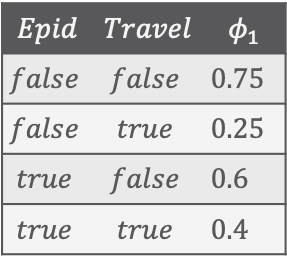 Epid Travel ϕ₁
false false 0.75
false true 0.25
true false 0.6
true true 0.4